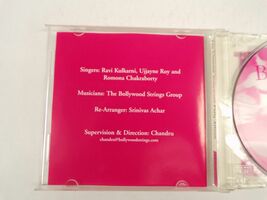 Singers: Ravi Kulkarni, Ujjayne Roy and
Romona Chakraborty
Musicians: The Bollywood Strings Group
Re-Arranger: Srinivas Achar
Supervision & Direction: Chandru
chandru@bollywoodstrings.com